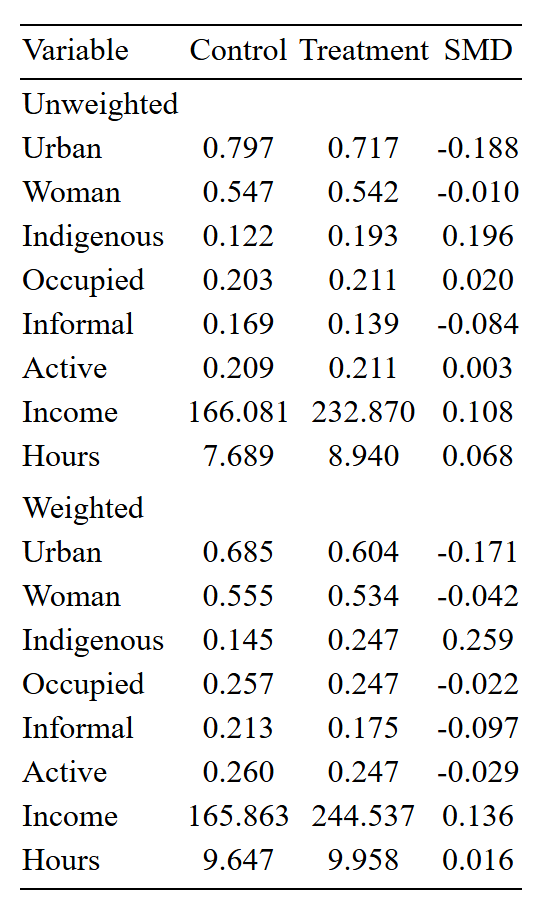 Variable Control Treatment SMD
Unweighted
Urban 0.797 0.717 -0.188
Woman 0.547 0.542 -0.010
Indigenous 0.122 0.193 0.196
Occupied 0.203 0.211 0.020
Informal 0.169 0.139 -0.084
Active 0.209 0.211 0.003
Income 166.081 232.870 0.108
Hours 7.689 8.940 0.068
Weighted
Urban 0.685 0.604 -0.171
Woman 0.555 0.534 -0.042
Indigenous 0.145 0.247 0.259
Occupied 0.257 0.247 -0.022
Informal 0.213 0.175 -0.097
Active 0.260 0.247 -0.029
Income 165.863 244.537 0.136
Hours 9.647 9.958 0.016